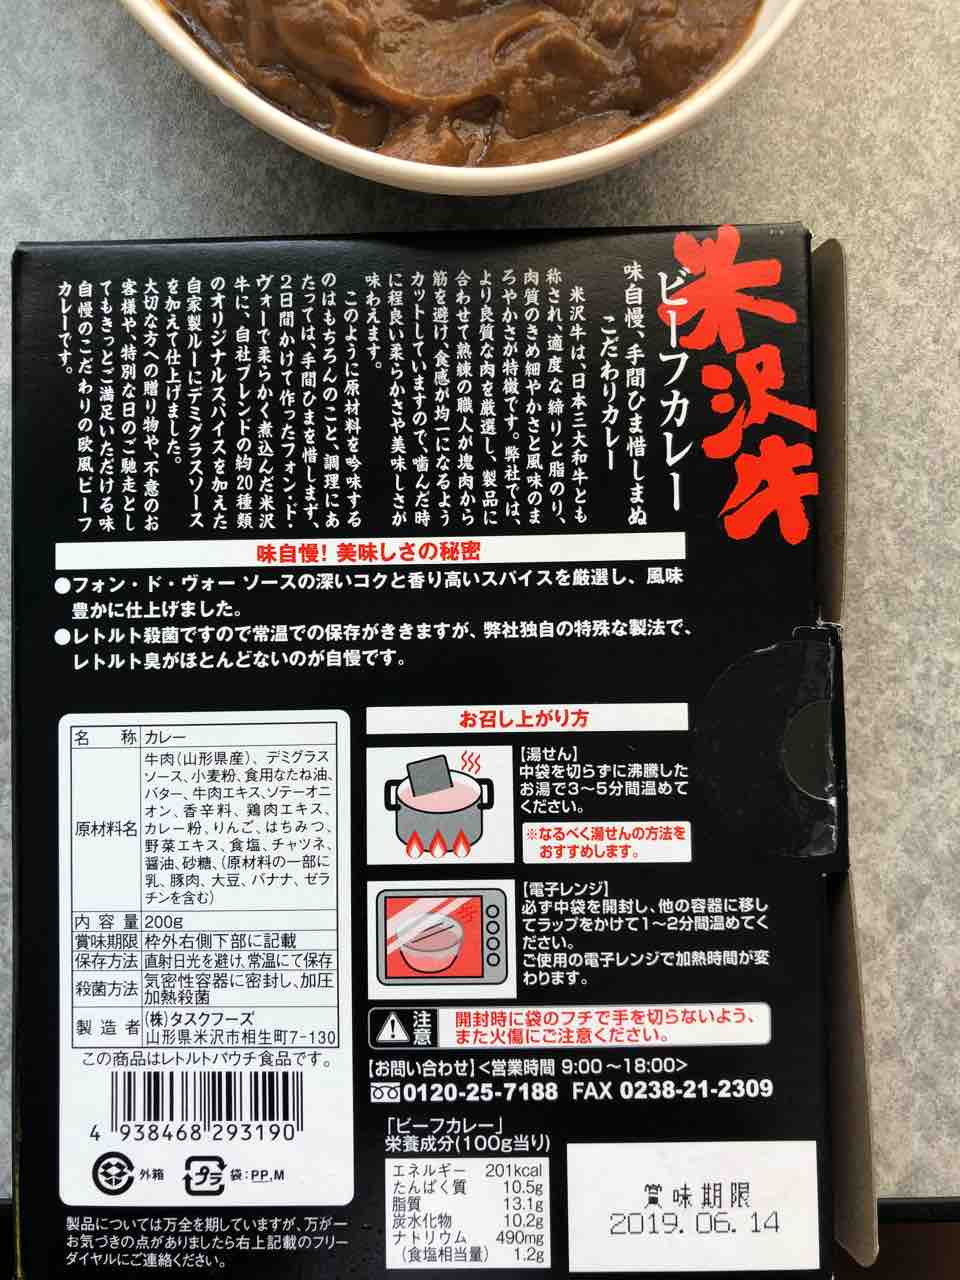 米沢牛
ビーフカレー
味自慢、手間ひま惜しまぬ
こだわりカレー
米沢牛は、日本三大和牛とも
称され、適度な締りと脂のり、
肉質のきめ細やかさと風味のま
ろやかさが特徴です。弊社では、
より良質な肉を厳選し、製品に
合わせて熟練の職人が塊肉から
筋を避け、食感が均一になるよう
カットしていますので、噛んだ時
に程良い柔らかさや美味しさが
味わえます。
このように原材料を吟味する
のはもちろんのこと、調理にあ
たっては、手間ひまを惜しまず、
2日間かけて作ったフォン・ド・
ヴォーで柔らかく煮込んだ米沢
牛に、自社ブレンドの約20種類
のオリジナルスパイスを加えた
自家製ルーにデミグラスソース
を加えて仕上げました。
大切な方への贈り物や、不意のお
客様や、特別な日のご馳走とし
てもきっとご満足いただける味
自慢のこだわりの欧風ビーフ
カレーです。
味自慢!美味しさの秘密
●フォン・ド・ヴォー ソースの深いコクと香り高いスパイスを厳選し、風味
豊かに仕上げました。
●レトルト殺菌ですので常温での保存がききますが、弊社独自の特殊な製法で、
レトルト臭がほとんどないのが自慢です。
名 称 カレー
原材料名 牛肉(山形県産)、デミグラス
ソース、小麦粉、食用なたね油、
バター、牛肉エキス、ソテーオニ
オン、香辛料、鶏肉エキス、
カレー粉、りんご、はちみつ、
野菜エキス、食塩、チャツネ、
醤油、砂糖、(原材料の一部に
乳、豚肉、大豆、バナナ、ゼラ
チンを含む)
内 容 量 200g
賞味期限 枠外右側下部に記載
保存方法 直射日光を避け、常温にて保存
殺菌方法 気密性容器に密封し、加圧
加熱殺菌
製 造 者 (株)タスクフーズ
山形県米沢市相生町7-130
この商品はレトルトパウチ食品です。
4 938468 293190
外箱 プラ 袋:PP,M
製品については万全を期していますが、万が一
お気づきの点がありましたら右上記載のフリー
ダイヤルにご連絡ください。
お召し上がり方
【湯せん】
中袋を切らずに沸騰した
お湯で3〜5分間温めて
ください。
※なるべく湯せんの方法を
おすすめします。
【電子レンジ】
必ず中袋を開封し、他の容器に移し
てラップをかけて1〜2分間温めてく
ださい。
ご使用の電子レンジで加熱時間が変
わります。
注意
開封時に袋のフチで手を切らないよう、
また火傷にご注意ください。
【お問い合わせ】<営業時間 9:00〜18:00>
0120-25-7188 FAX 0238-21-2309
「ビーフカレー」
栄養成分(100g当り)
エネルギー 201kcal
たんぱく質 10.5g
脂質 13.1g
炭水化物 10.2g
ナトリウム 490mg
(食塩相当量) 1.2g
賞味期限
2019.06.14